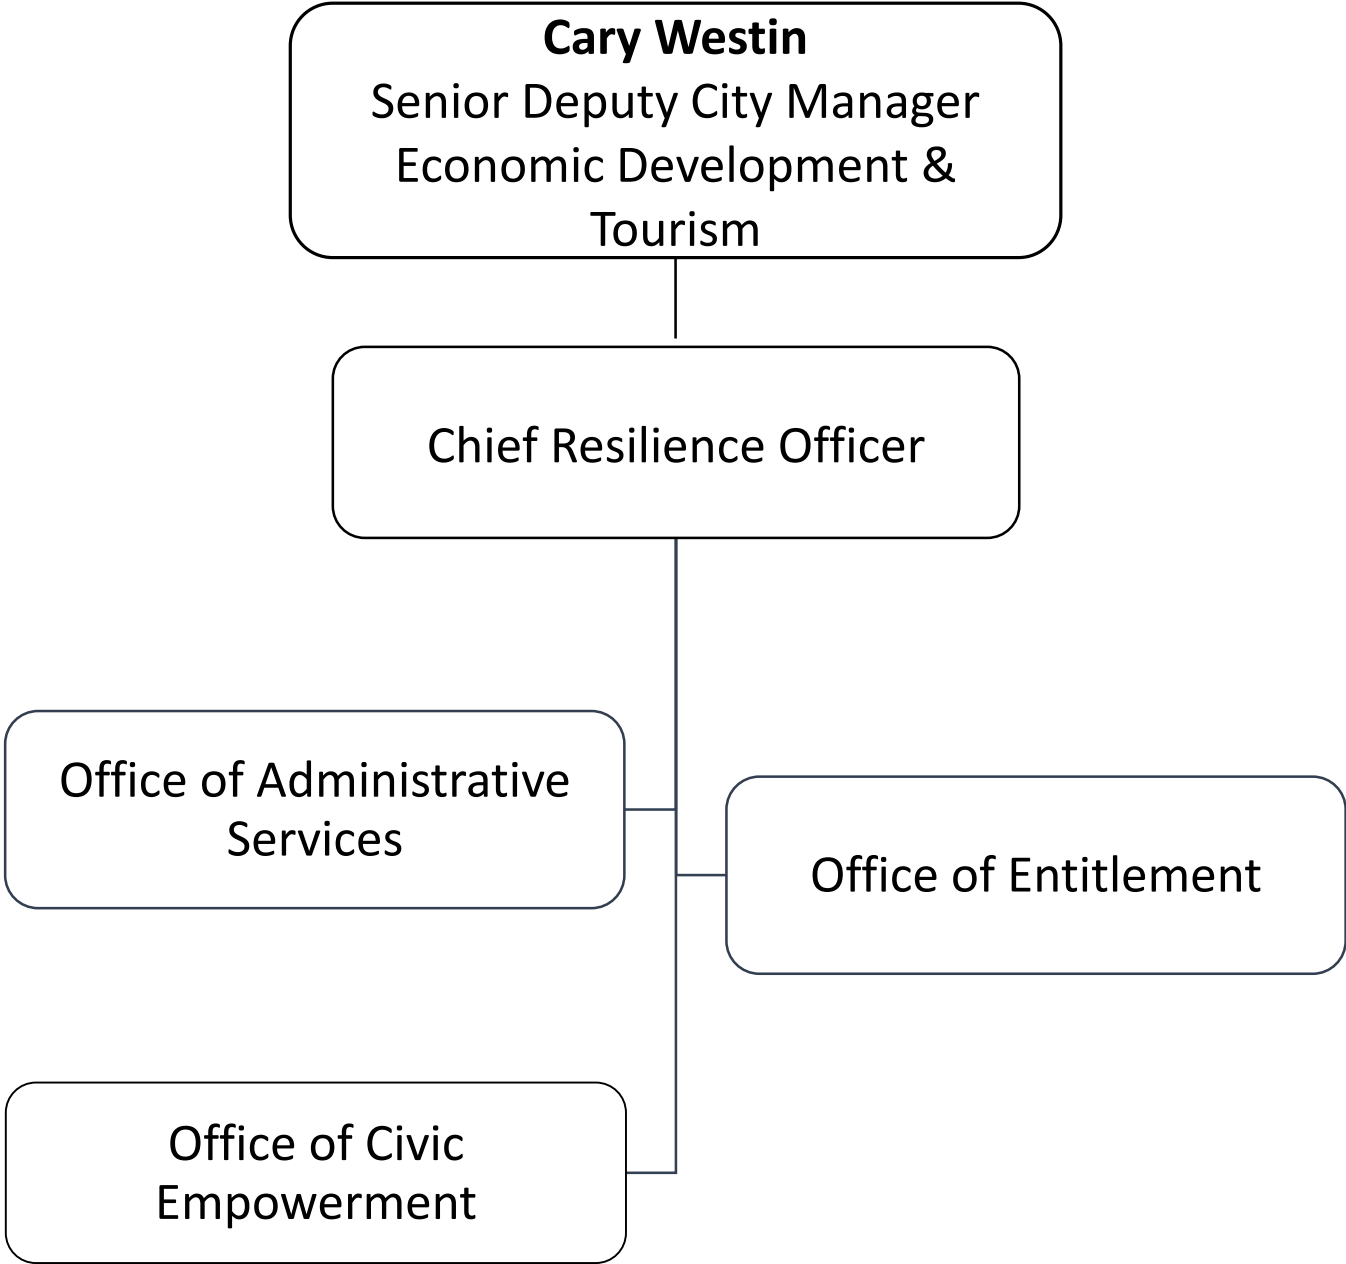 Cary Westin
Senior Deputy City Manager
Economic Development &
Tourism
Chief Resilience Officer
Office of Administrative
Services
Office of Entitlement
Office of Civic
Empowerment